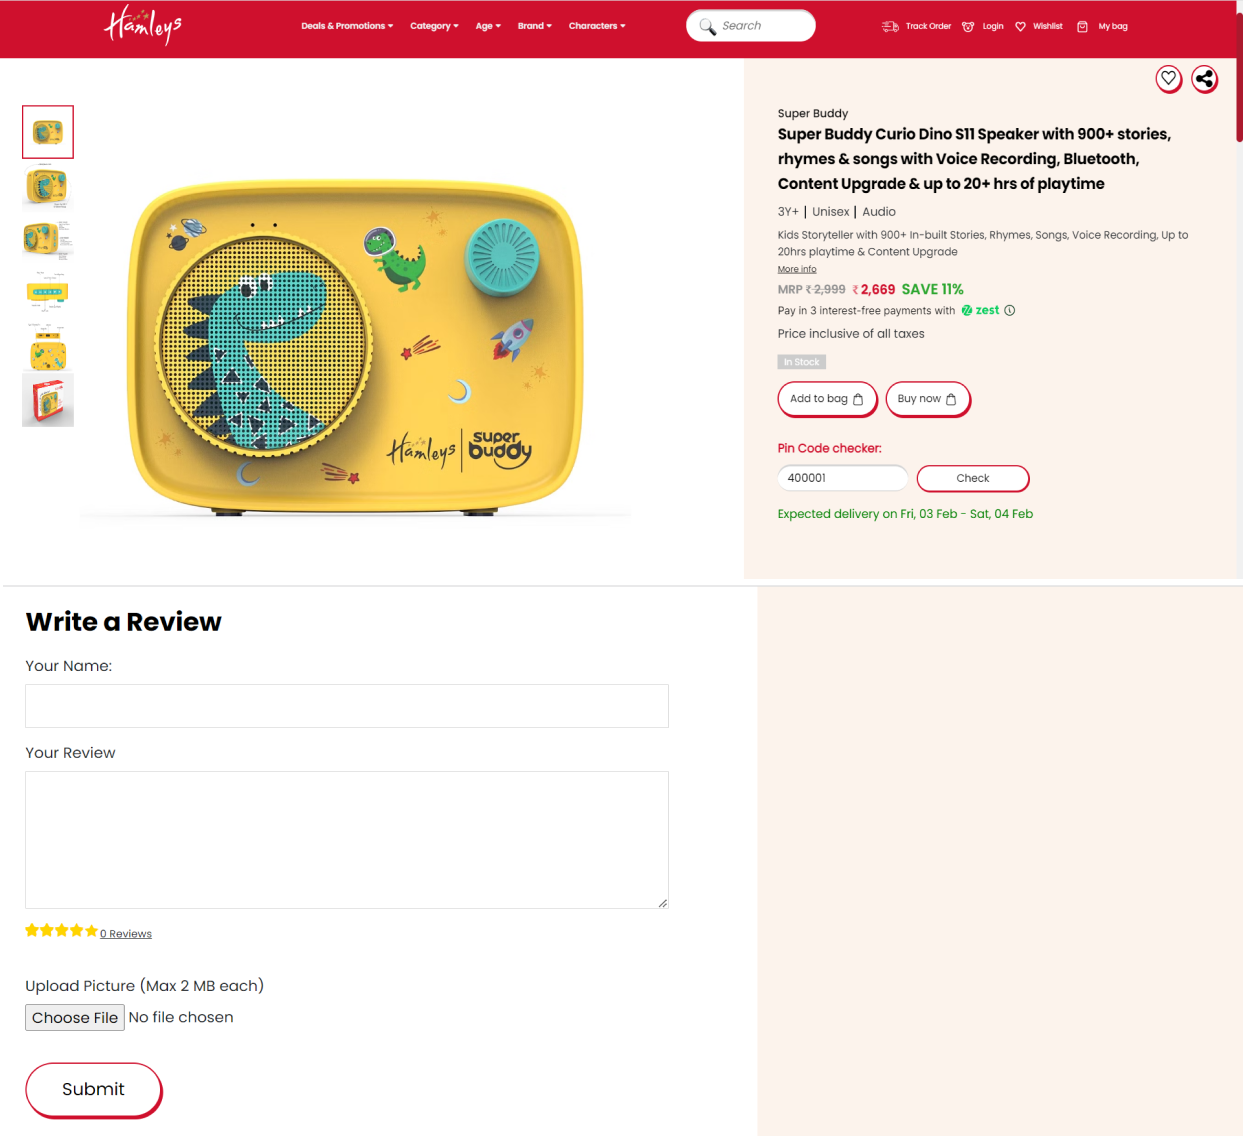 Hamleys
Deals & Promotions
Category
Age
Brand
Characters
Search
Track Order
Login
Wishlist
My bag
Super Buddy
Super Buddy Curio Dino S11 Speaker with 900+ stories,
rhymes & songs with Voice Recording, Bluetooth,
Content Upgrade & up to 20+ hrs of playtime
3Y+ | Unisex | Audio
Kids Storyteller with 900+ In-built Stories, Rhymes, Songs, Voice Recording, Up to
20hrs playtime & Content Upgrade
More info
MRP ₹ 2,999 ₹ 2,669 SAVE 11%
Pay in 3 interest-free payments with zest
Price inclusive of all taxes
In Stock
Add to bag
Buy now
Pin Code checker:
400001
Check
Expected delivery on Fri, 03 Feb - Sat, 04 Feb
Hamleys | super buddy
Write a Review
Your Name:
Your Review
0 Reviews
Upload Picture (Max 2 MB each)
Choose File No file chosen
Submit